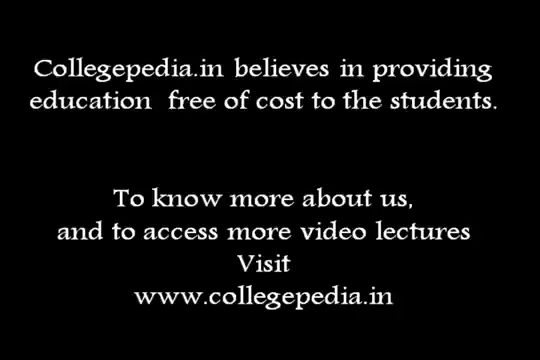 Collegepedia.in believes in providing
education  free of cost to the students.
To know more about us,
and to access more video lectures
Visit
www.collegepedia.in